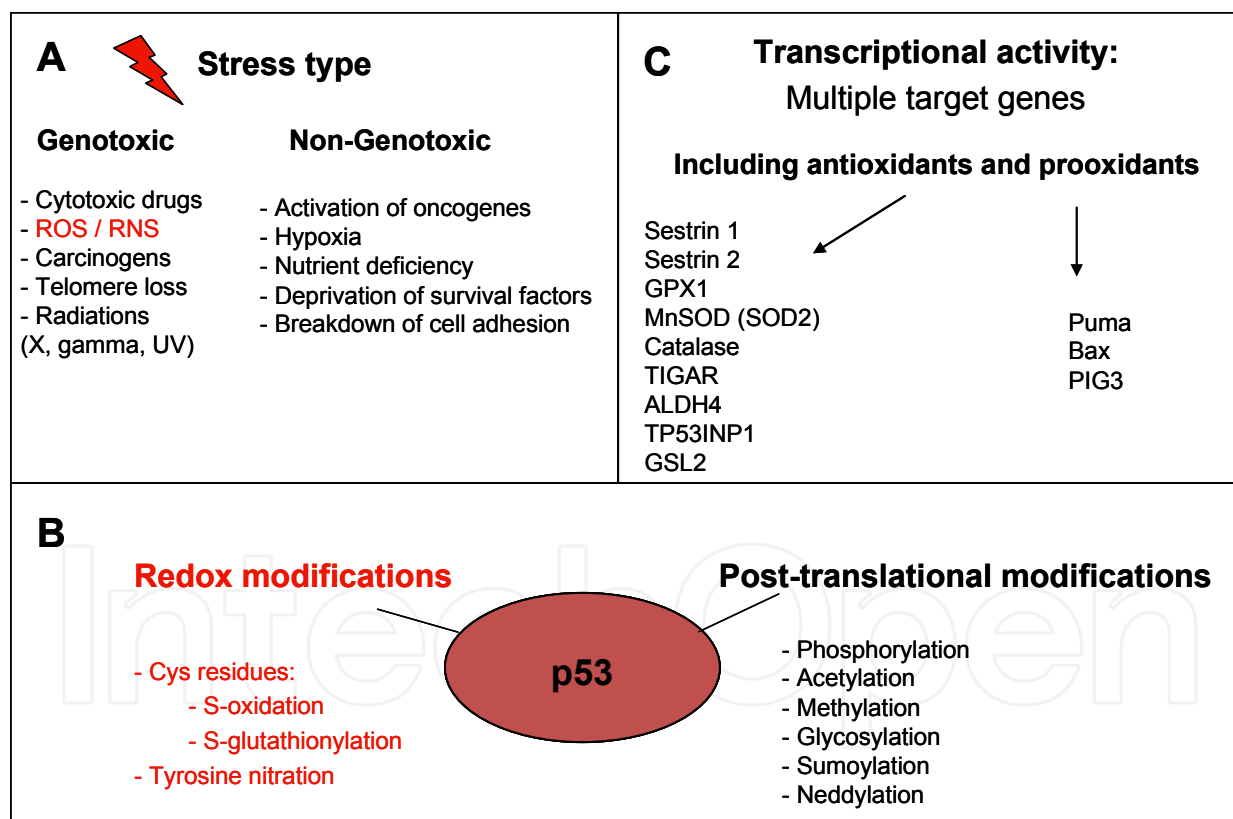 A
Stress type
Genotoxic
- Cytotoxic drugs
- ROS / RNS
- Carcinogens
- Telomere loss
- Radiations
(X, gamma, UV)
Non-Genotoxic
- Activation of oncogenes
- Hypoxia
- Nutrient deficiency
- Deprivation of survival factors
- Breakdown of cell adhesion
C
Transcriptional activity:
Multiple target genes
Including antioxidants and prooxidants
Sestrin 1
Sestrin 2
GPX1
MnSOD (SOD2)
Catalase
TIGAR
ALDH4
TP53INP1
GSL2
Puma
Bax
PIG3
B
Redox modifications
- Cys residues:
- S-oxidation
- S-glutathionylation
- Tyrosine nitration
p53
Post-translational modifications
- Phosphorylation
- Acetylation
- Methylation
- Glycosylation
- Sumoylation
- Neddylation
IntechOpen